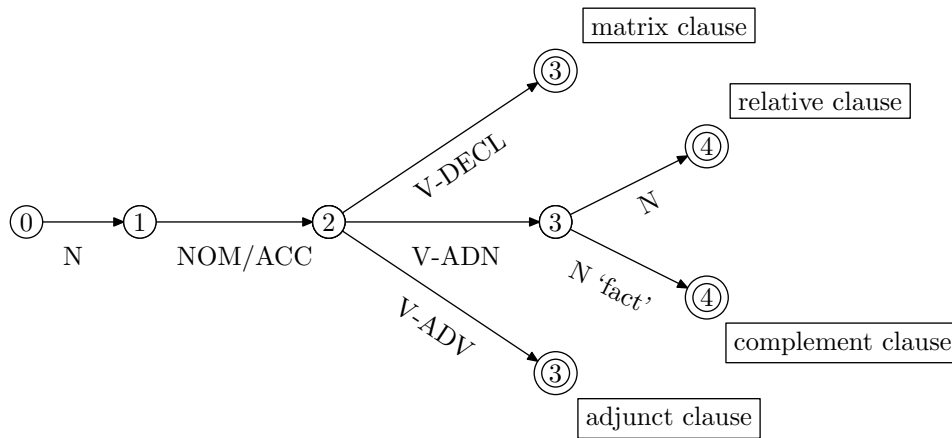 matrix clause
3
V-DECL
relative clause
4
N
0
N
1
NOM/ACC
2
V-ADN
3
N ‘fact’
4
complement clause
V-ADV
3
adjunct clause